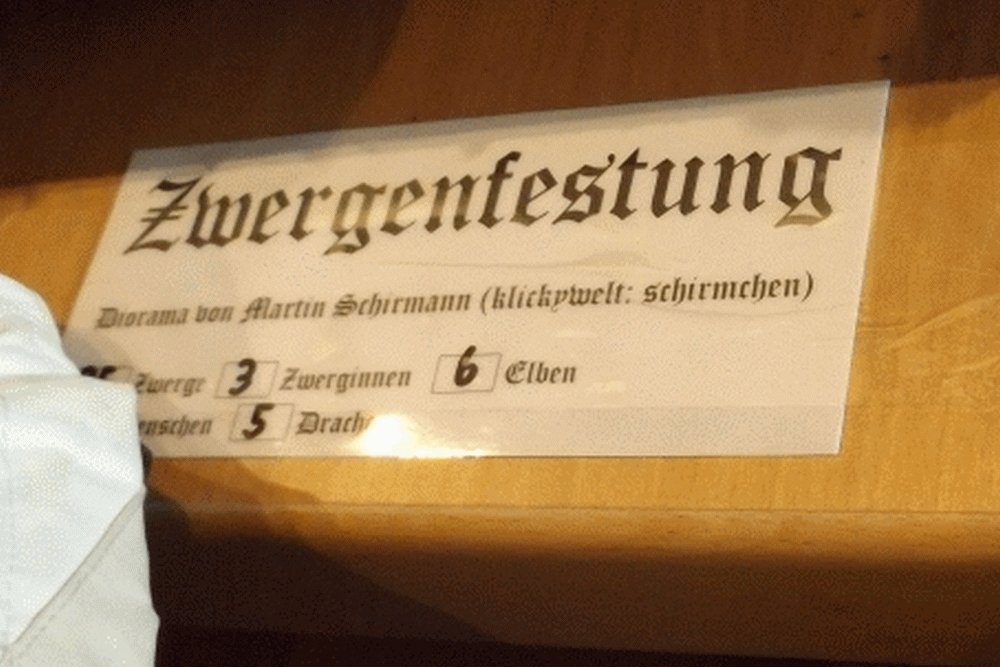 Zwergenfestung
Diorama von Martin Schirmann (klickywelt: schirmchen)
Zwerge 3 Zwerginnen 6 Elben
5